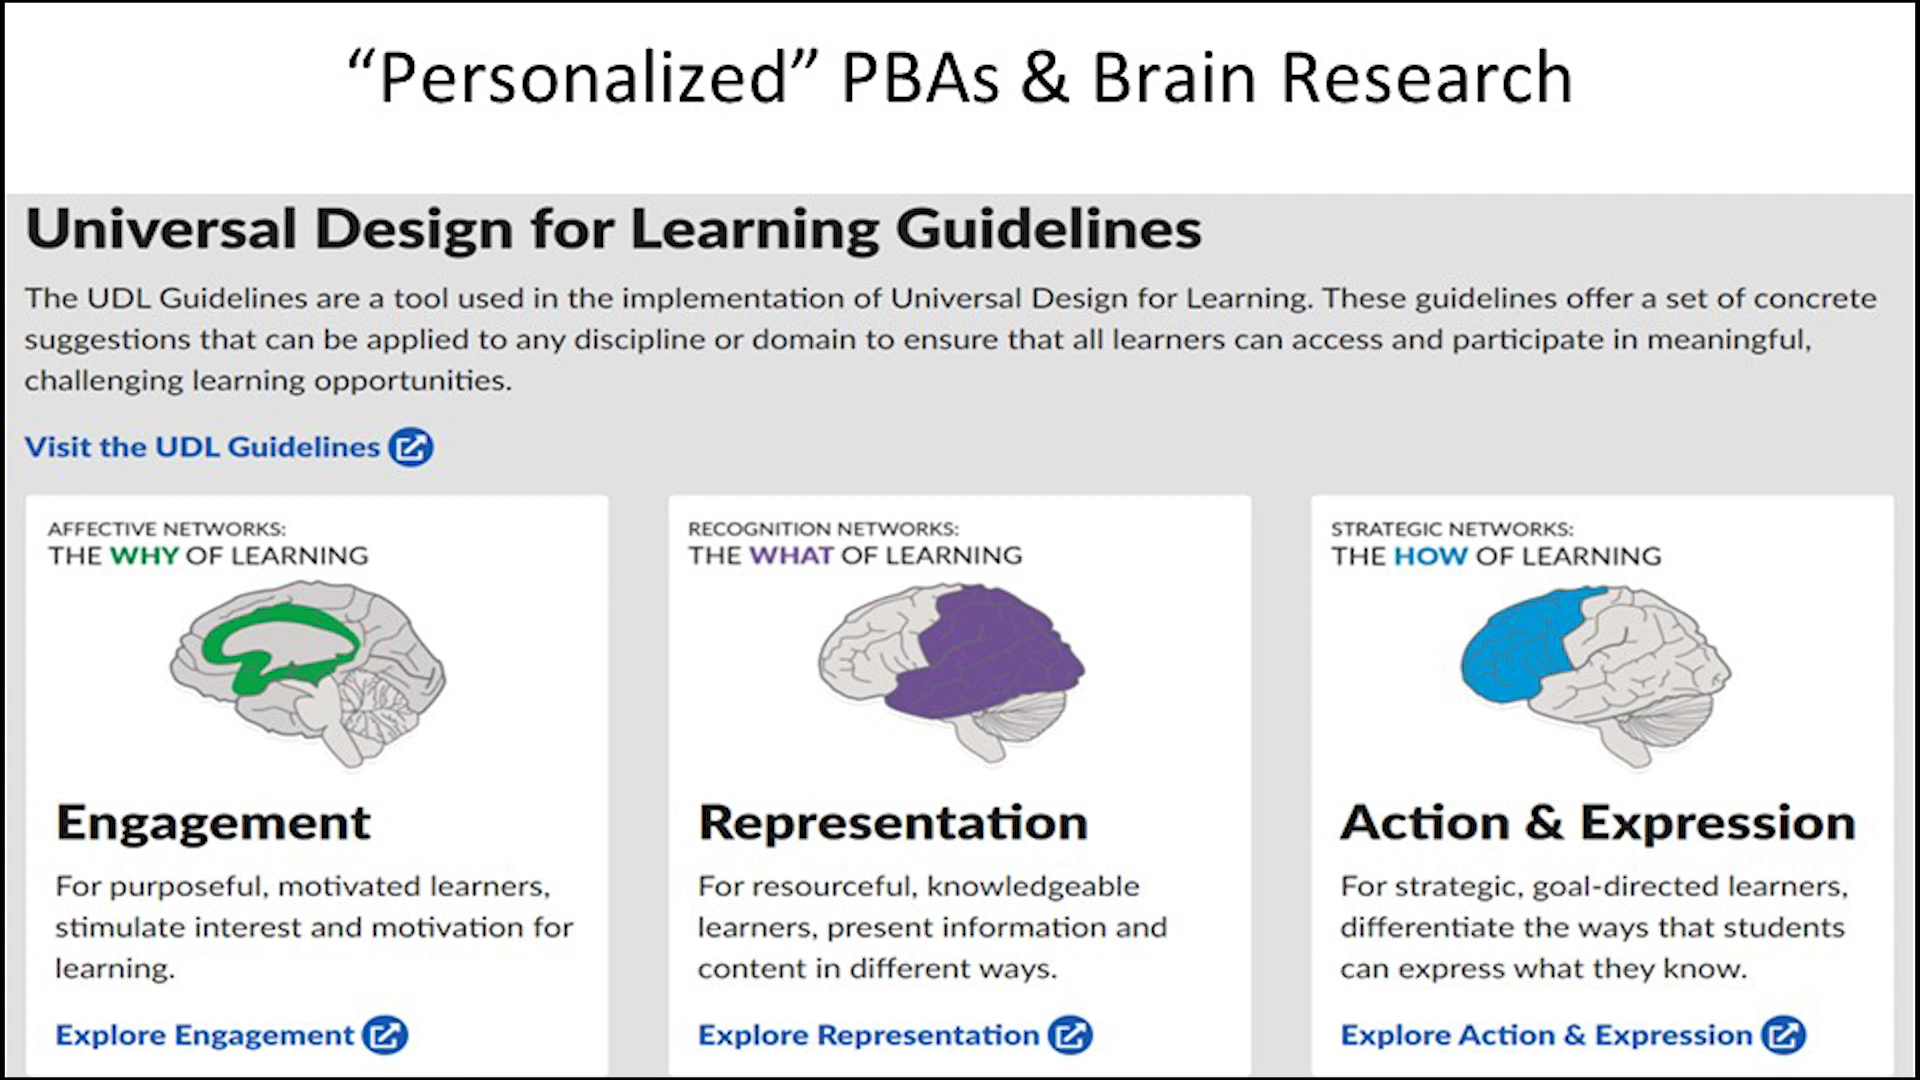 “Personalized” PBAs & Brain Research
Universal Design for Learning Guidelines
The UDL Guidelines are a tool used in the implementation of Universal Design for Learning. These guidelines offer a set of concrete
suggestions that can be applied to any discipline or domain to ensure that all learners can access and participate in meaningful,
challenging learning opportunities.
Visit the UDL Guidelines
AFFECTIVE NETWORKS:
THE WHY OF LEARNING
Engagement
For purposeful, motivated learners,
stimulate interest and motivation for
learning.
Explore Engagement
RECOGNITION NETWORKS:
THE WHAT OF LEARNING
Representation
For resourceful, knowledgeable
learners, present information and
content in different ways.
Explore Representation
STRATEGIC NETWORKS:
THE HOW OF LEARNING
Action & Expression
For strategic, goal-directed learners,
differentiate the ways that students
can express what they know.
Explore Action & Expression